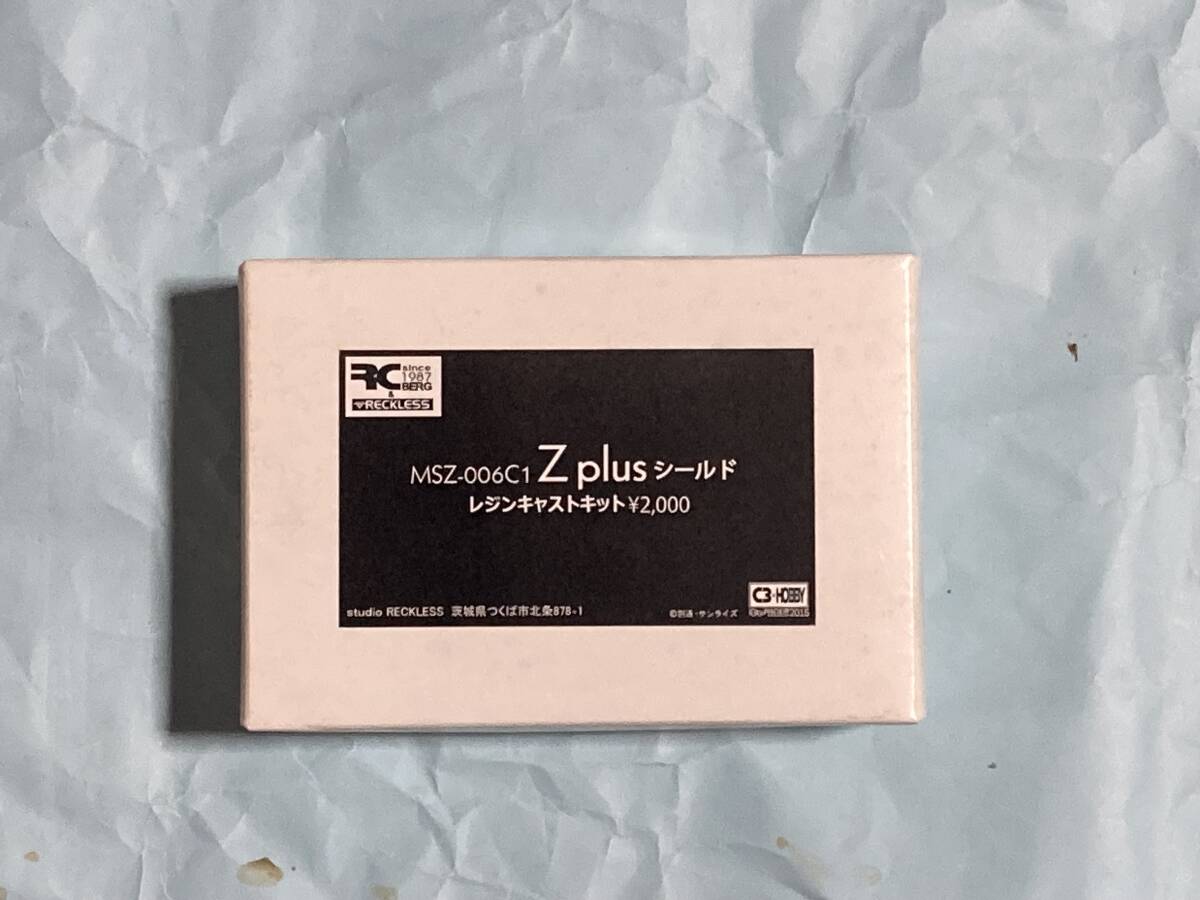 RC since 1987 BERG
&
RECKLESS
MSZ-006C1 Z plus シールド
レジンキャストキット ¥2,000
studio RECKLESS 茨城県つくば市北条878-1
©創通・サンライズ
C3×HOBBY
2015